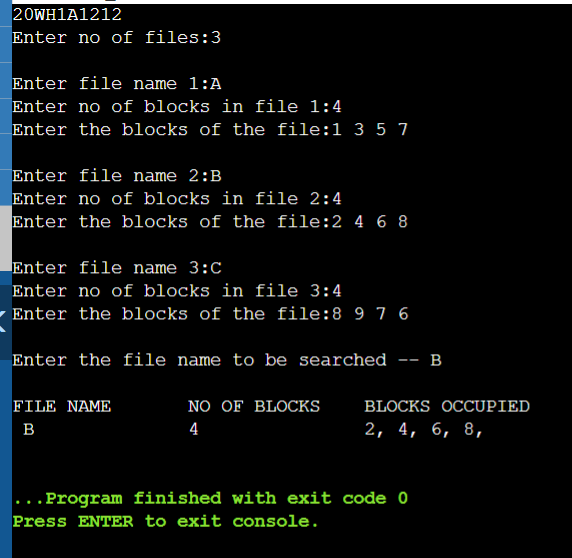 20WH1A1212
Enter no of files:3
Enter file name 1:A
Enter no of blocks in file 1:4
Enter the blocks of the file:1 3 5 7
Enter file name 2:B
Enter no of blocks in file 2:4
Enter the blocks of the file:2 4 6 8
Enter file name 3:C
Enter no of blocks in file 3:4
Enter the blocks of the file:8 9 7 6
Enter the file name to be searched -- B
FILE NAME NO OF BLOCKS BLOCKS OCCUPIED
B 4 2, 4, 6, 8,
...Program finished with exit code 0
Press ENTER to exit console.